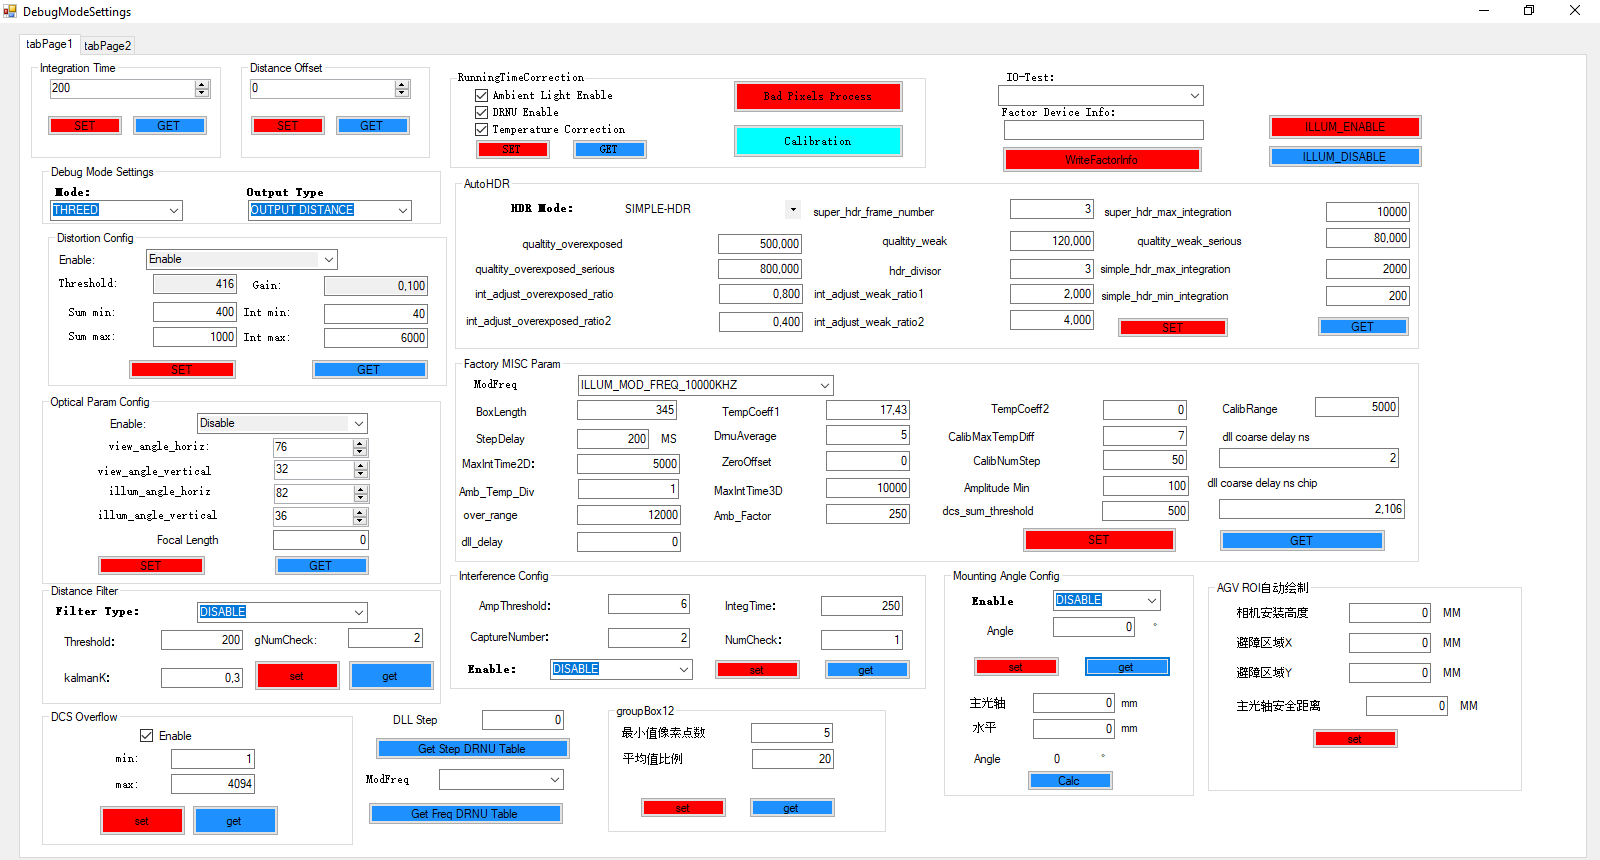 DebugModeSettings
tabPage1 tabPage2
Integration Time
200
SET GET
Distance Offset
0
SET GET
RunningTimeCorrection
Ambient Light Enable
DRNU Enable
Temperature Correction
SET GET
Bad Pixels Process
Calibration
IO-Test:
Factor Device Info:
WriteFactorInfo
ILLUM_ENABLE
ILLUM_DISABLE
Debug Mode Settings
Mode: Output Type
THREED OUTPUT DISTANCE
Distortion Config
Enable: Enable
Threshold: 416 Gain: 0,100
Sum min: 400 Int min: 40
Sum max: 1000 Int max: 6000
SET GET
AutoHDR
HDR Mode: SIMPLE-HDR super_hdr_frame_number 3 super_hdr_max_integration 10000
qualtity_overexposed 500,000 qualtity_weak 120,000 qualtity_weak_serious 80,000
qualtity_overexposed_serious 800,000 hdr_divisor 3 simple_hdr_max_integration 2000
int_adjust_overexposed_ratio 0,800 int_adjust_weak_ratio1 2,000 simple_hdr_min_integration 200
int_adjust_overexposed_ratio2 0,400 int_adjust_weak_ratio2 4,000 SET GET
Optical Param Config
Enable: Disable
view_angle_horiz: 76
view_angle_vertical 32
illum_angle_horiz 82
illum_angle_vertical 36
Focal Length 0
SET GET
Factory MISC Param
ModFreq ILLUM_MOD_FREQ_10000KHZ
BoxLength 345 TempCoeff1 17,43 TempCoeff2 0 CalibRange 5000
StepDelay 200 MS DrnuAverage 5 CalibMaxTempDiff 7 dll coarse delay ns
MaxIntTime2D: 5000 ZeroOffset 0 CalibNumStep 50 2
Amb_Temp_Div 1 MaxIntTime3D 10000 Amplitude Min 100 dll coarse delay ns chip
over_range 12000 Amb_Factor 250 dcs_sum_threshold 500 2,106
dll_delay 0 SET GET
Distance Filter
Filter Type: DISABLE
Threshold: 200 gNumCheck: 2
kalmanK: 0,3 set get
Interference Config
AmpThreshold: 6 IntegTime: 250
CaptureNumber: 2 NumCheck: 1
Enable: DISABLE set get
Mounting Angle Config
Enable DISABLE
Angle 0 °
set get
主光轴 0 mm
水平 0 mm
Angle 0 °
Calc
AGV ROI自动绘制
相机安装高度 0 MM
避障区域X 0 MM
避障区域Y 0 MM
主光轴安全距离 0 MM
set
DCS Overflow
Enable
min: 1
max: 4094
set get
DLL Step 0
Get Step DRNU Table
ModFreq
Get Freq DRNU Table
groupBox12
最小值像素点数 5
平均值比例 20
set get